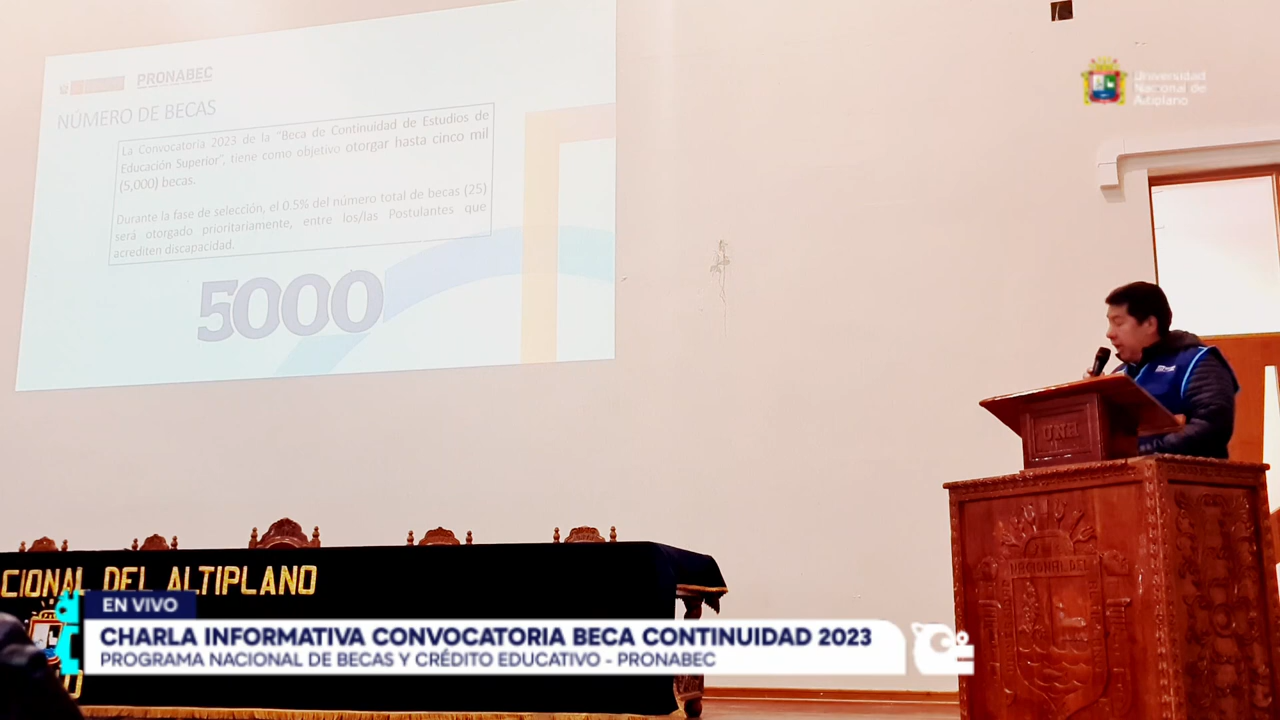 PRONABEC
NÚMERO DE BECAS
La Convocatoria 2023 de la "Beca de Continuidad de Estudios de
Educación Superior", tiene como objetivo otorgar hasta cinco mil
(5,000) becas.
Durante la fase de selección, el 0.5% del número total de becas (25)
será otorgado prioritariamente, entre los/las Postulantes que
acrediten discapacidad.
5000
Universidad
Nacional de
Altiplano
UNA
NACIONAL DEL
CIONAL DEL ALTIPLANO
EN VIVO
CHARLA INFORMATIVA CONVOCATORIA BECA CONTINUIDAD 2023
PROGRAMA NACIONAL DE BECAS Y CRÉDITO EDUCATIVO - PRONABEC